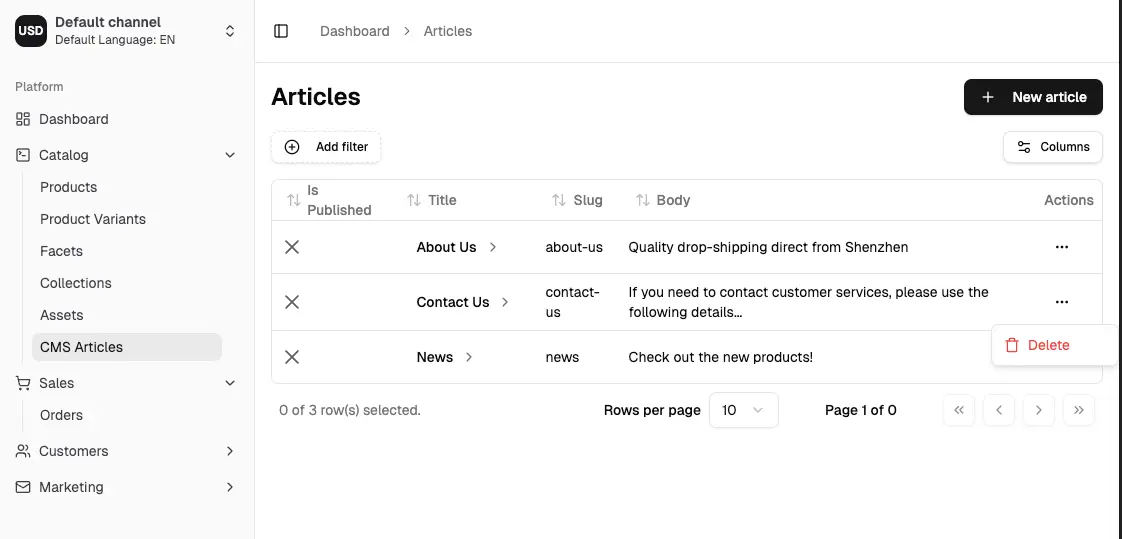 USD
Default channel
Default Language: EN
Dashboard
Articles
Platform
Dashboard
Catalog
Products
Product Variants
Facets
Collections
Assets
CMS Articles
Sales
Orders
Customers
Marketing
Articles
New article
Add filter
Columns
Is
Published
Title
Slug
Body
Actions
About Us
about-us
Quality drop-shipping direct from Shenzhen
Contact Us
contact-
us
If you need to contact customer services, please use the
following details...
Delete
News
news
Check out the new products!
0 of 3 row(s) selected.
Rows per page
10
Page 1 of 0